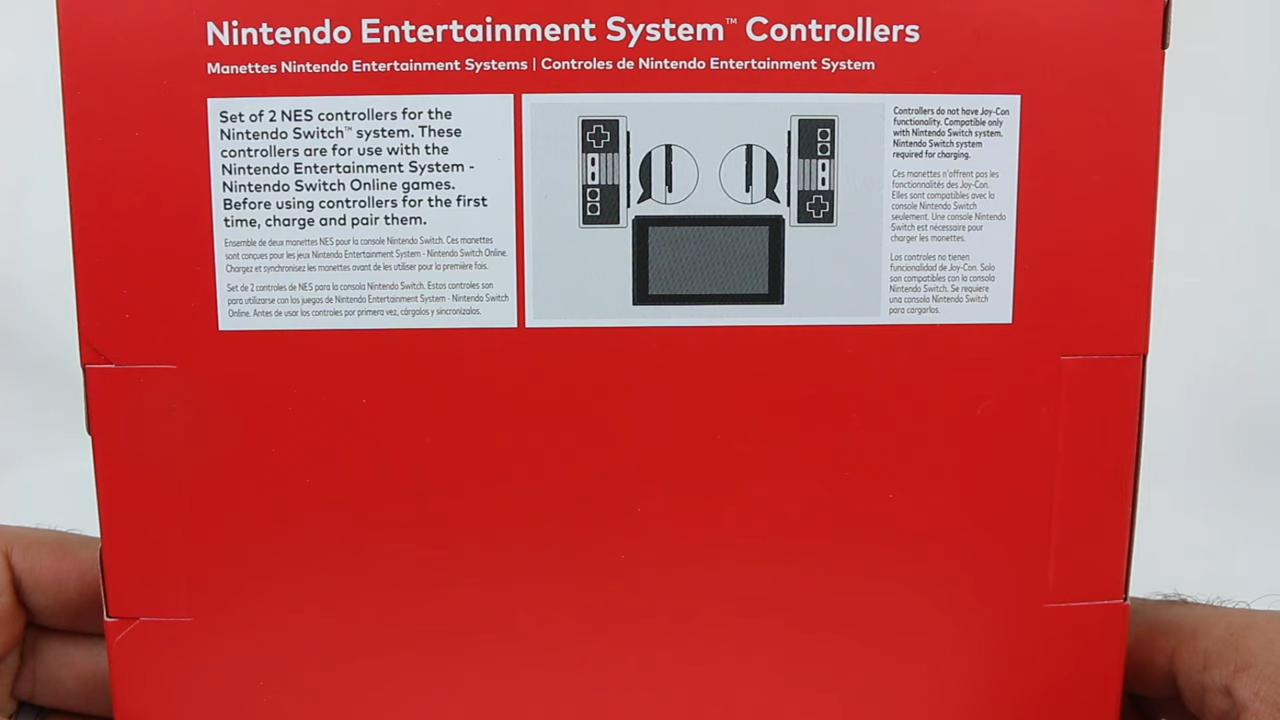 Nintendo Entertainment System™ Controllers
Manettes Nintendo Entertainment Systems | Controles de Nintendo Entertainment System
Set of 2 NES controllers for the
Nintendo Switch™ system. These
controllers are for use with the
Nintendo Entertainment System -
Nintendo Switch Online games.
Before using controllers for the first
time, charge and pair them.
Ensemble de deux manettes NES pour la console Nintendo Switch. Ces manettes
sont conçues pour les jeux Nintendo Entertainment System - Nintendo Switch Online.
Chargez et synchronisez les manettes avant de les utiliser pour la première fois.
Set de 2 controles de NES para la consola Nintendo Switch. Estos controles son
para utilizarse con los juegos de Nintendo Entertainment System - Nintendo Switch
Online. Antes de usar los controles por primera vez, cárgalos y sincronízalos.
Controllers do not have Joy-Con
functionality. Compatible only
with Nintendo Switch system.
Nintendo Switch system
required for charging.
Ces manettes n'offrent pas les
fonctionnalités des Joy-Con.
Elles sont compatibles avec la
console Nintendo Switch
seulement. Une console Nintendo
Switch est nécessaire pour
charger les manettes.
Los controles no tienen
funcionalidad de Joy-Con. Solo
son compatibles con la consola
Nintendo Switch. Se requiere
una consola Nintendo Switch
para cargarlos.